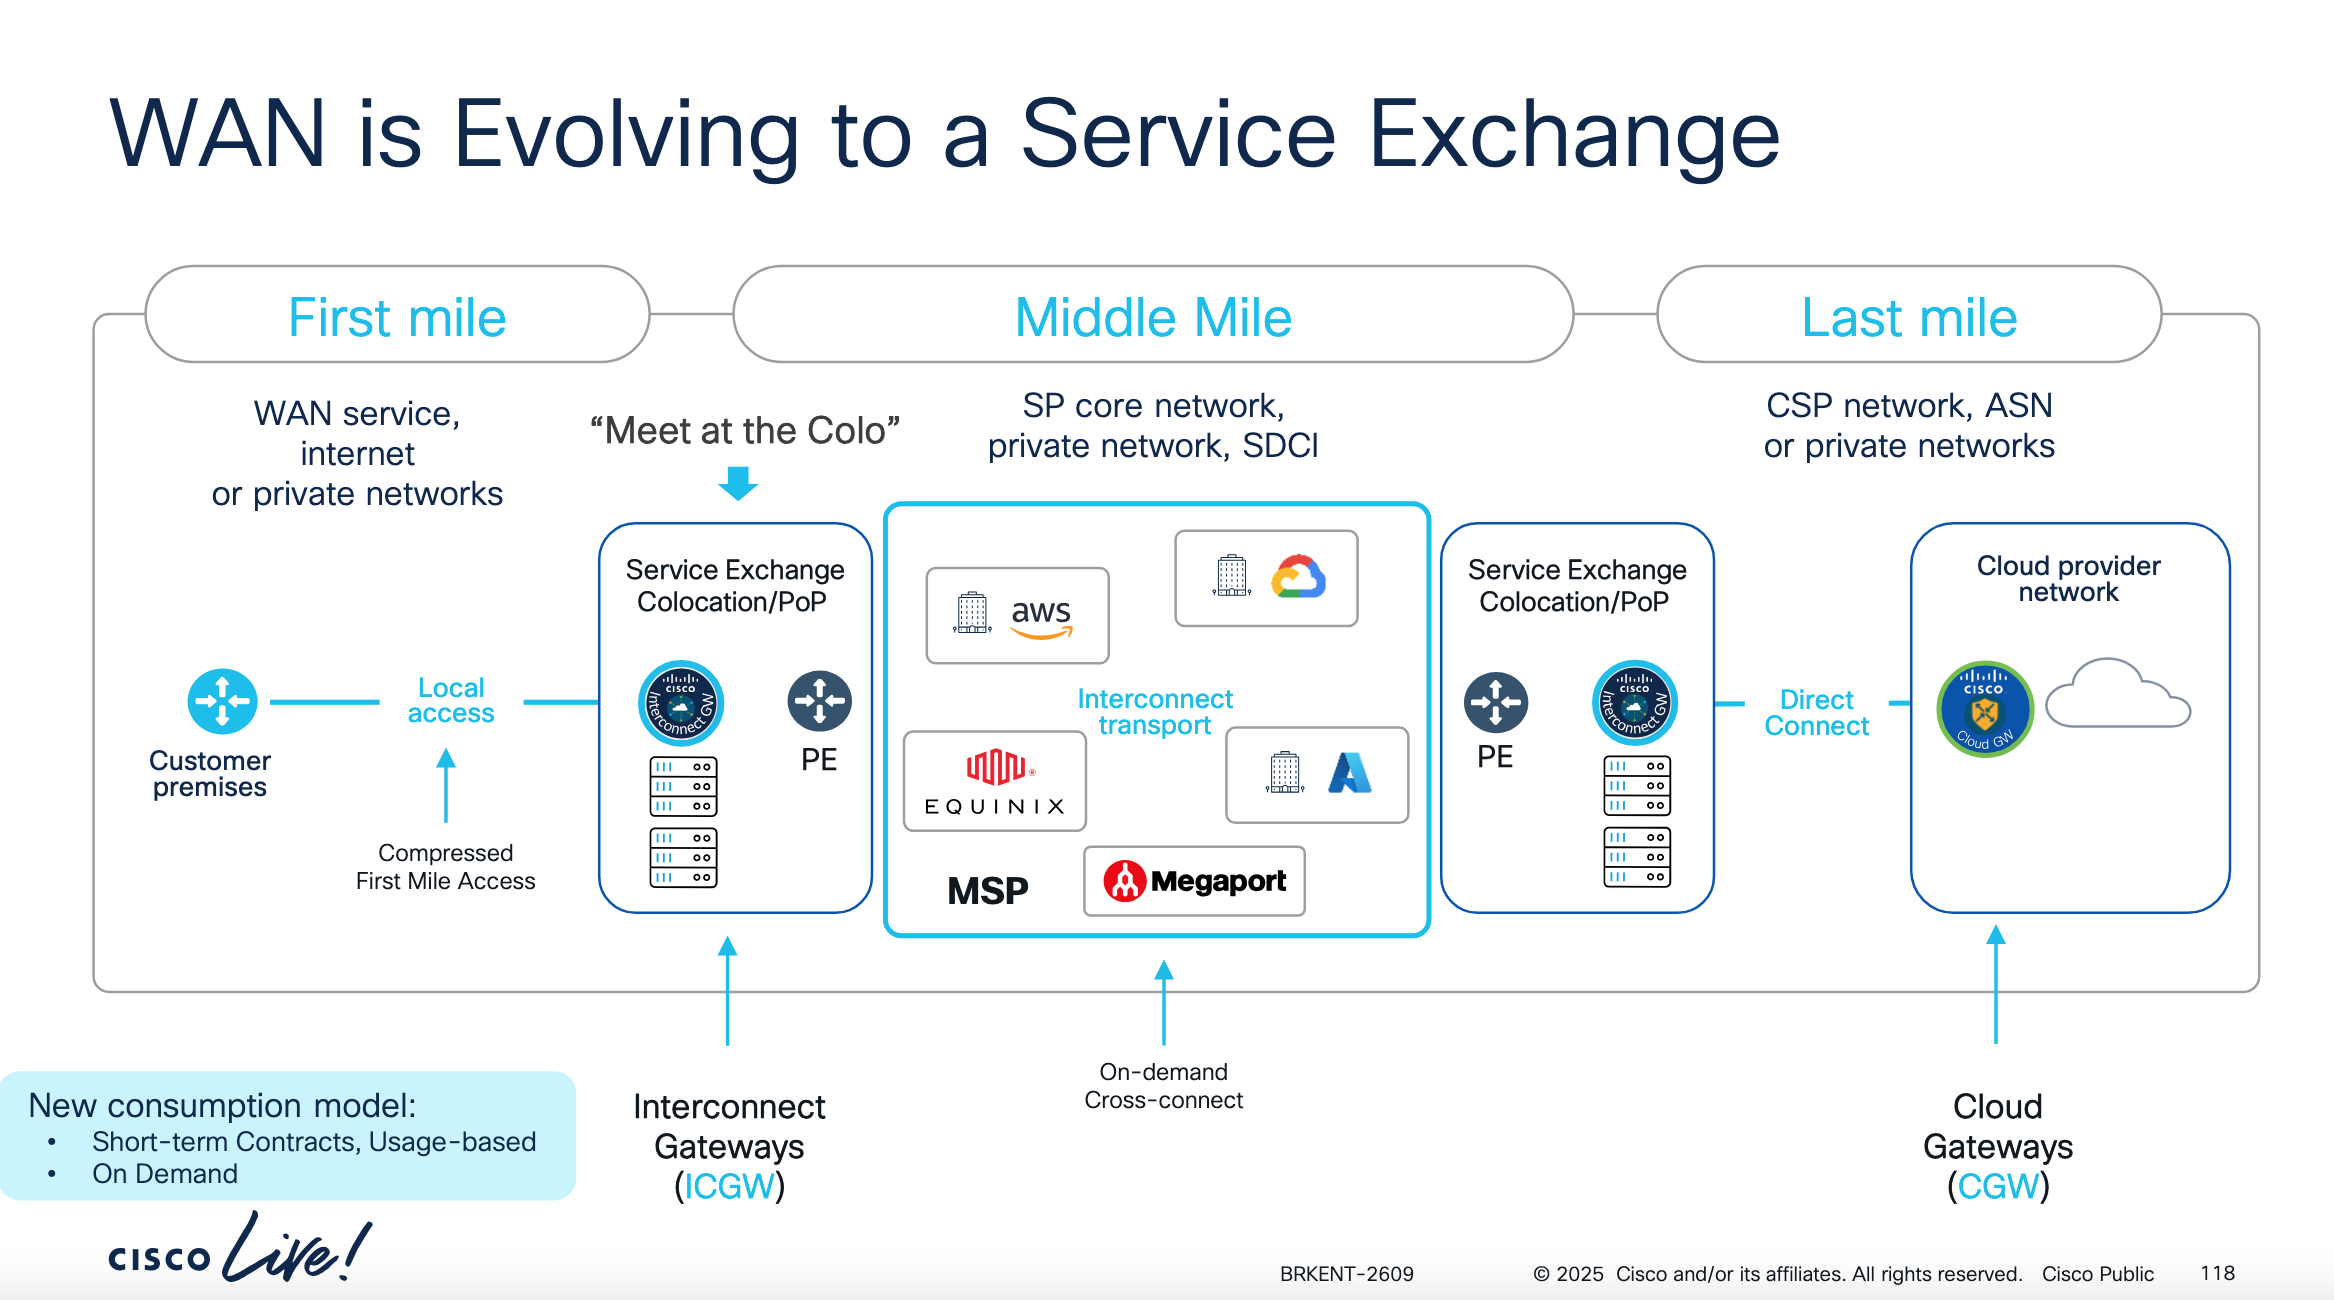 WAN is Evolving to a Service Exchange
First mile
Middle Mile
Last mile
WAN service,
internet
or private networks
“Meet at the Colo”
SP core network,
private network, SDCI
CSP network, ASN
or private networks
Customer
premises
Local
access
Compressed
First Mile Access
Service Exchange
Colocation/PoP
CISCO
Interconnect GW
PE
aws
Interconnect
transport
EQUINIX
MSP
Megaport
Service Exchange
Colocation/PoP
PE
CISCO
Interconnect GW
Direct
Connect
Cloud provider
network
CISCO
Cloud GW
New consumption model:
• Short-term Contracts, Usage-based
• On Demand
Interconnect
Gateways
(ICGW)
On-demand
Cross-connect
Cloud
Gateways
(CGW)
CISCO Live!
BRKENT-2609
© 2025 Cisco and/or its affiliates. All rights reserved. Cisco Public
118